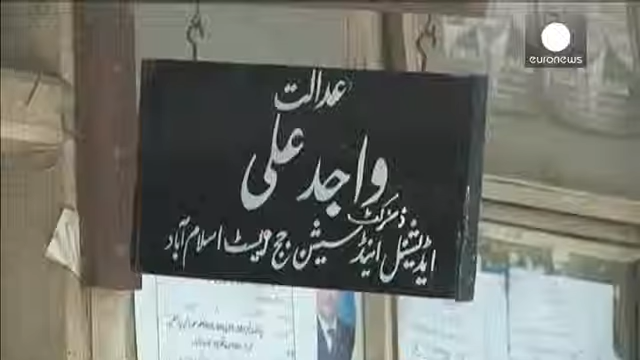 euronews
عدالت
واجد علی
ایڈیشنل ڈسٹرکٹ اینڈ سیشن جج ویسٹ اسلام آباد